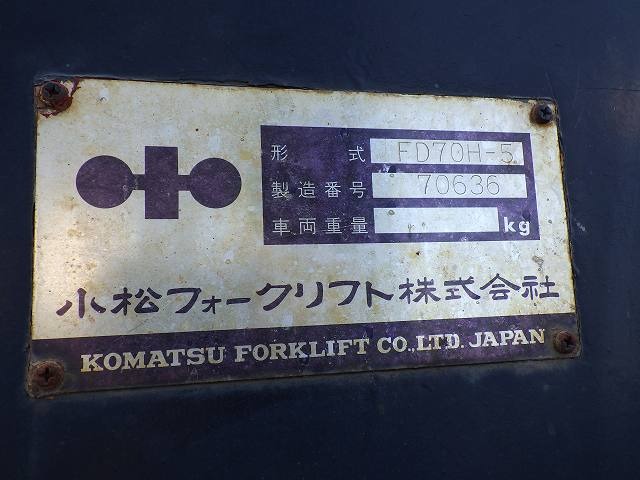 形式 FD70H-5
製造番号 70636
車両重量 kg
小松フォークリフト株式会社
KOMATSU FORKLIFT CO.,LTD. JAPAN